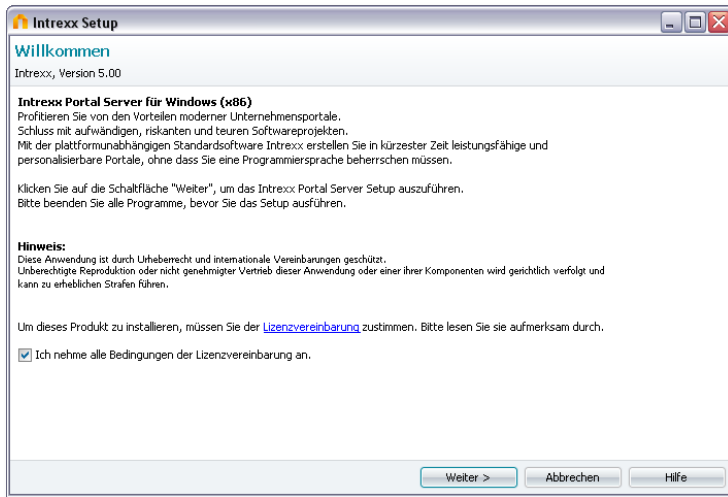 Intrexx Setup
Willkommen
Intrexx, Version 5.00
Intrexx Portal Server für Windows (x86)
Profitieren Sie von den Vorteilen moderner Unternehmensportale.
Schluss mit aufwändigen, riskanten und teuren Softwareprojekten.
Mit der plattformunabhängigen Standardsoftware Intrexx erstellen Sie in kürzester Zeit leistungsfähige und
personalisierbare Portale, ohne dass Sie eine Programmiersprache beherrschen müssen.
Klicken Sie auf die Schaltfläche "Weiter", um das Intrexx Portal Server Setup auszuführen.
Bitte beenden Sie alle Programme, bevor Sie das Setup ausführen.
Hinweis:
Diese Anwendung ist durch Urheberrecht und internationale Vereinbarungen geschützt.
Unberechtigte Reproduktion oder nicht genehmigter Vertrieb dieser Anwendung oder einer ihrer Komponenten wird gerichtlich verfolgt und
kann zu erheblichen Strafen führen.
Um dieses Produkt zu installieren, müssen Sie der Lizenzvereinbarung zustimmen. Bitte lesen Sie sie aufmerksam durch.
Ich nehme alle Bedingungen der Lizenzvereinbarung an.
Weiter > Abbrechen Hilfe